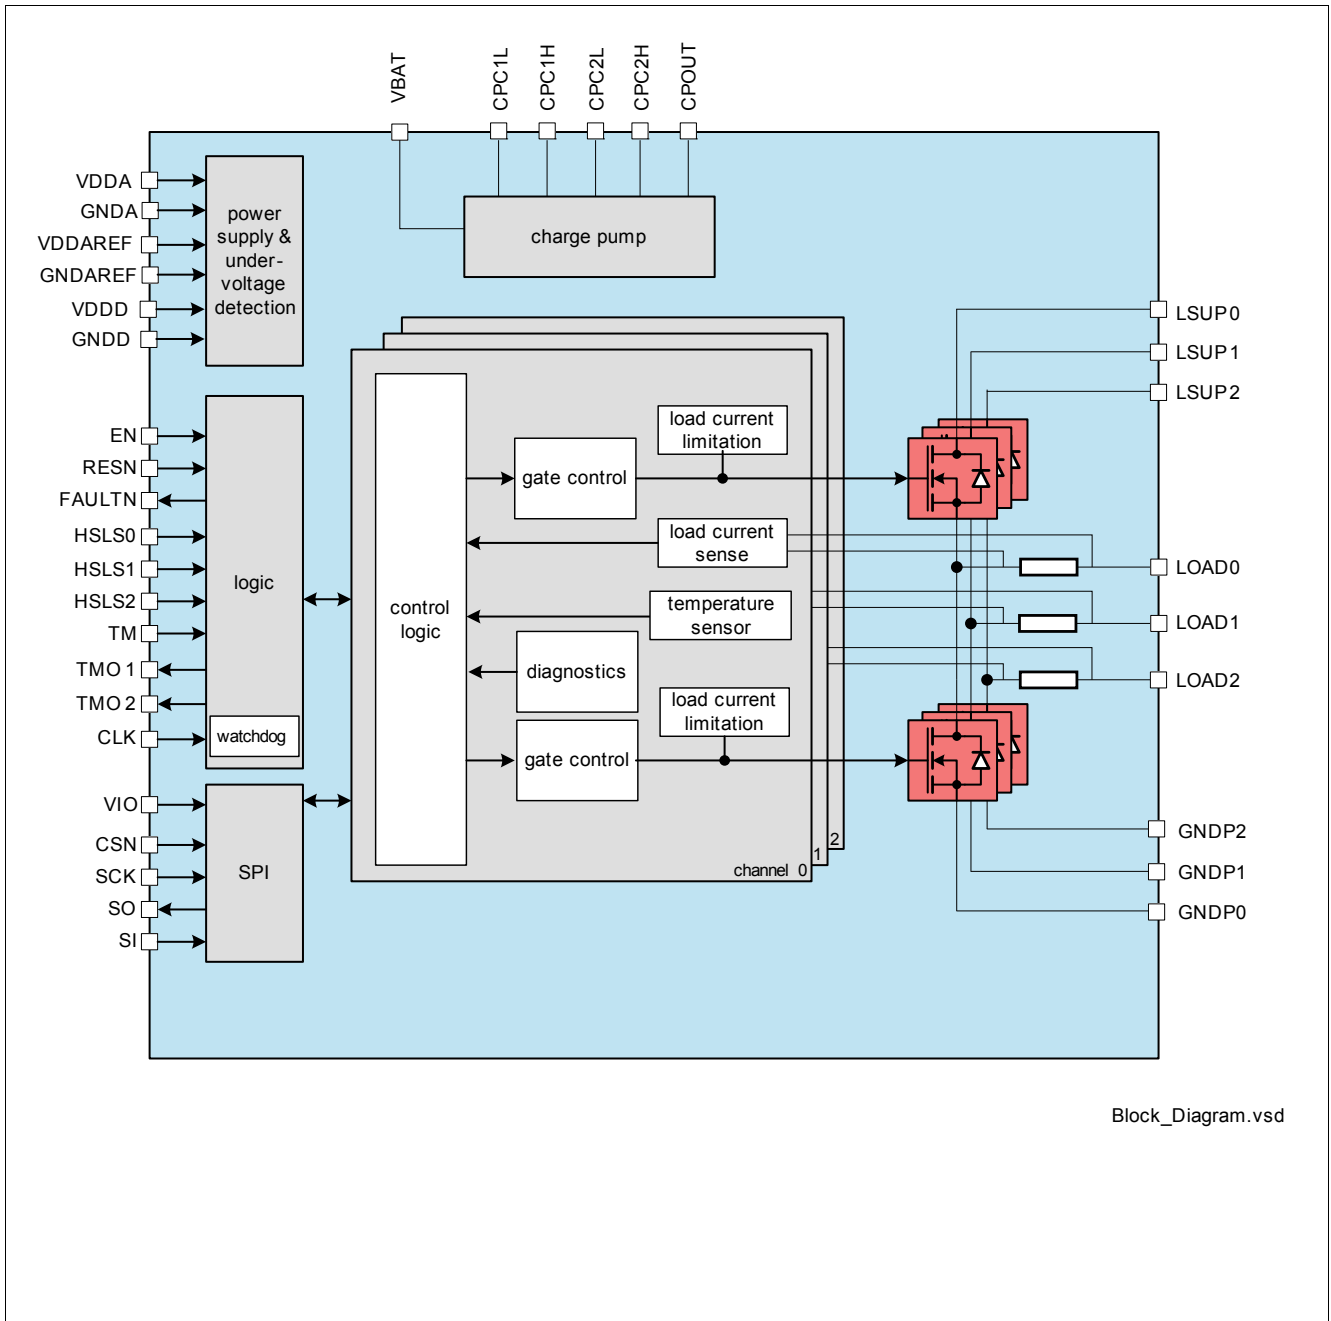 VBAT
CPC1L
CPC1H
CPC2L
CPC2H
CPOUT
VDDA
GNDA
VDDAREF
GNDAREF
VDDD
GNDD
power
supply &
under-
voltage
detection
charge pump
LSUP0
LSUP1
LSUP2
EN
RESN
FAULTN
HSLS0
HSLS1
HSLS2
TM
TMO 1
TMO 2
CLK
logic
watchdog
control
logic
gate control
load current
limitation
load current
sense
temperature
sensor
diagnostics
load current
limitation
gate control
channel 0
1
2
LOAD0
LOAD1
LOAD2
VIO
CSN
SCK
SO
SI
SPI
GNDP2
GNDP1
GNDP0
Block_Diagram.vsd